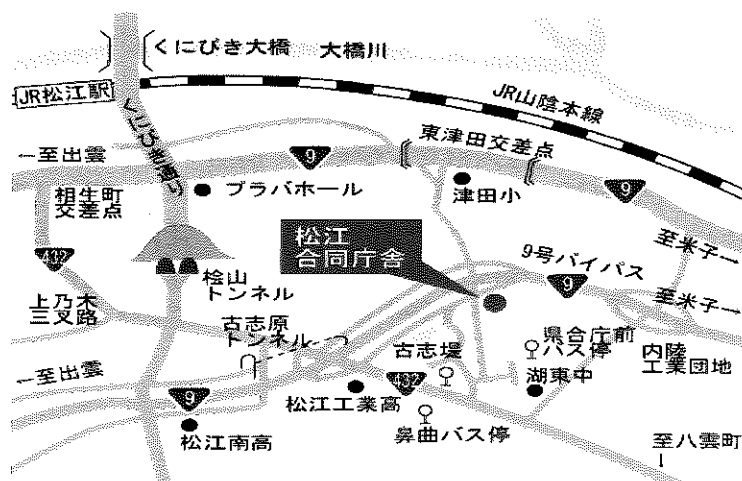 くにびき大橋
大橋川
JR松江駅
JR山陰本線
くにびき通り
東津田交差点
←至出雲
9
相生町
交差点
プラバホール
津田小
9
松江
合同庁舎
至米子→
432
9号バイパス
桧山
トンネル
9
至米子→
上乃木
三叉路
古志原
トンネル
県合庁前
バス停
内陸
工業団地
古志堤
←至出雲
432
湖東中
9
松江工業高
鼻曲バス停
松江南高
至八雲町
↓